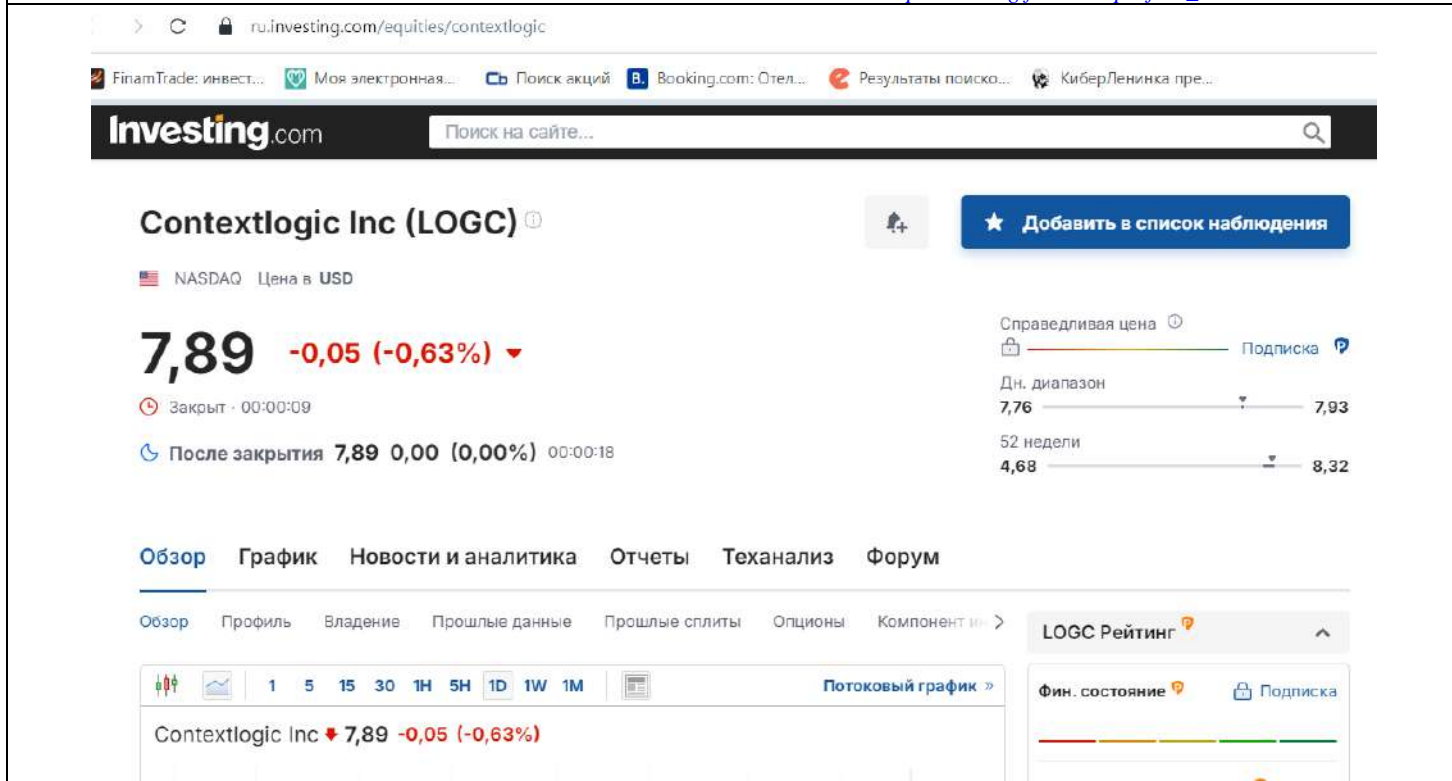 ru.investing.com/equities/contextlogic
FinamTrade: инвест... Моя электронная... Сb Поиск акций B. Booking.com: Отел... Результаты поиско... КиберЛенинка пре...
Investing.com Поиск на сайте...
Contextlogic Inc (LOGC)
Добавить в список наблюдения
NASDAQ Цена в USD
7,89 -0,05 (-0,63%)
Закрыт · 00:00:09
После закрытия 7,89 0,00 (0,00%) 00:00:18
Справедливая цена
Подписка
Дн. диапазон
7,76 7,93
52 недели
4,68 8,32
Обзор График Новости и аналитика Отчеты Теханализ Форум
Обзор Профиль Владение Прошлые данные Прошлые сплиты Опционы Компонент
LOGC Рейтинг
1 5 15 30 1H 5H 1D 1W 1M Потоковый график »
Фин. состояние Подписка
Contextlogic Inc 7,89 -0,05 (-0,63%)